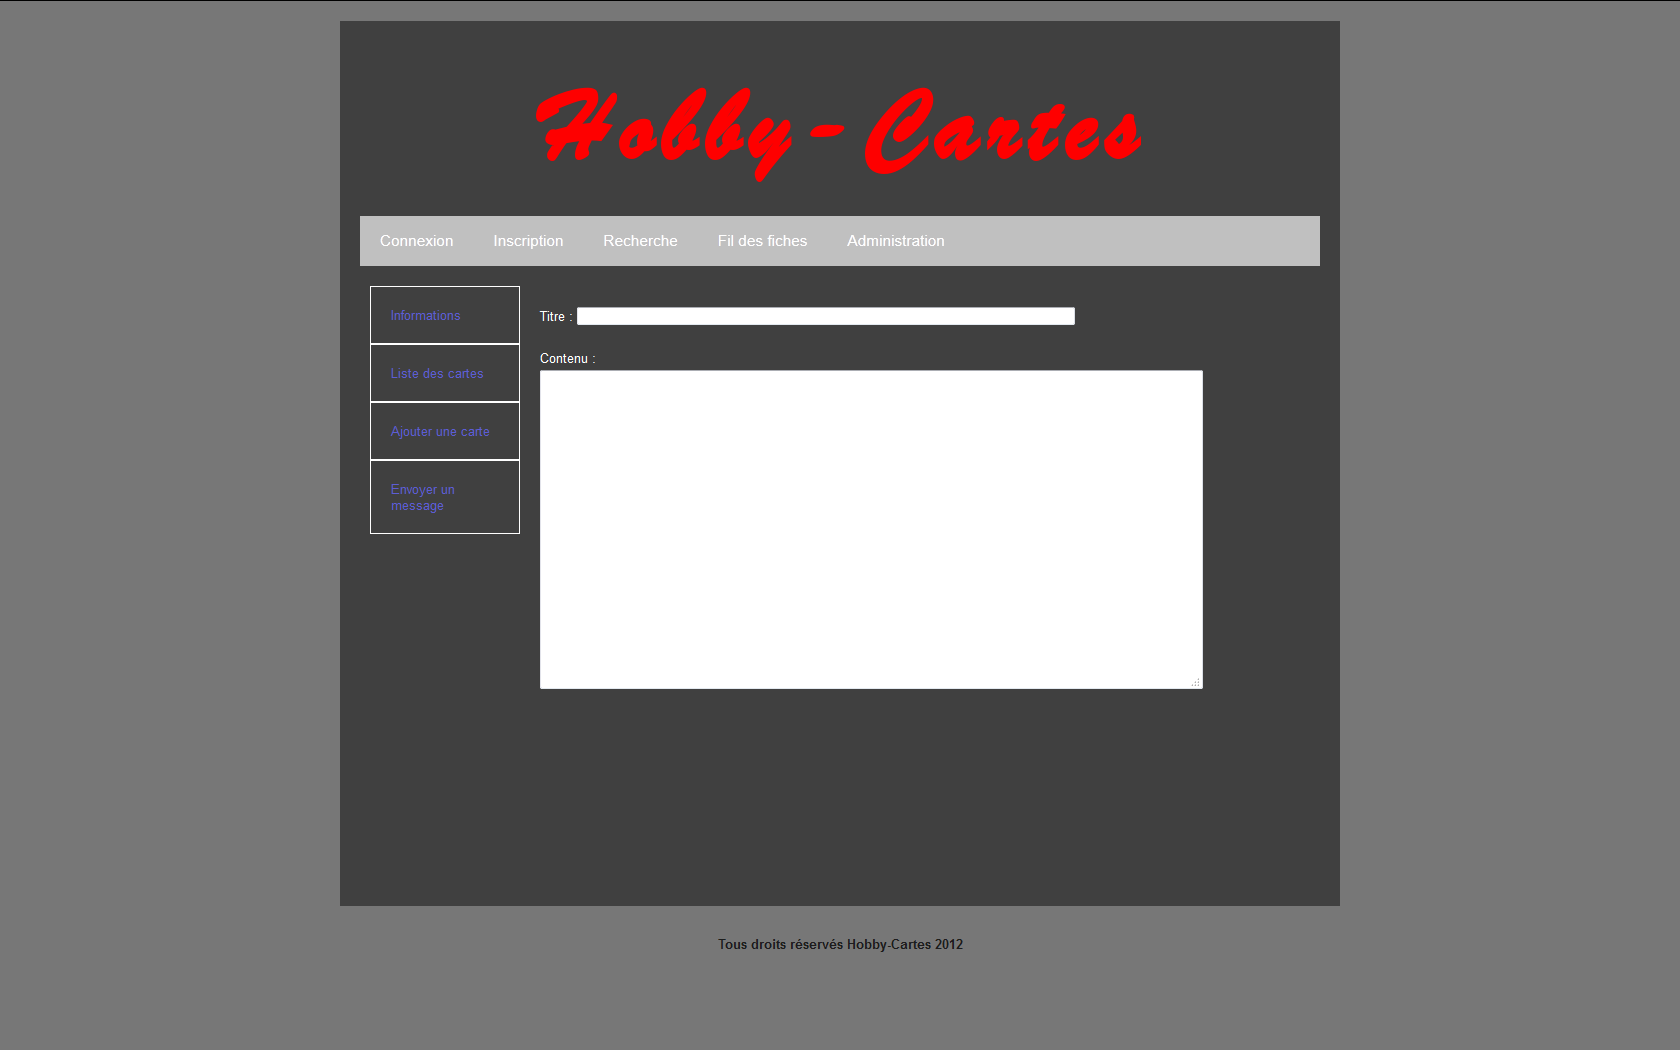 Hobby-Cartes
Connexion Inscription Recherche Fil des fiches Administration
Informations
Liste des cartes
Ajouter une carte
Envoyer un
message
Titre :
Contenu :
Tous droits réservés Hobby-Cartes 2012